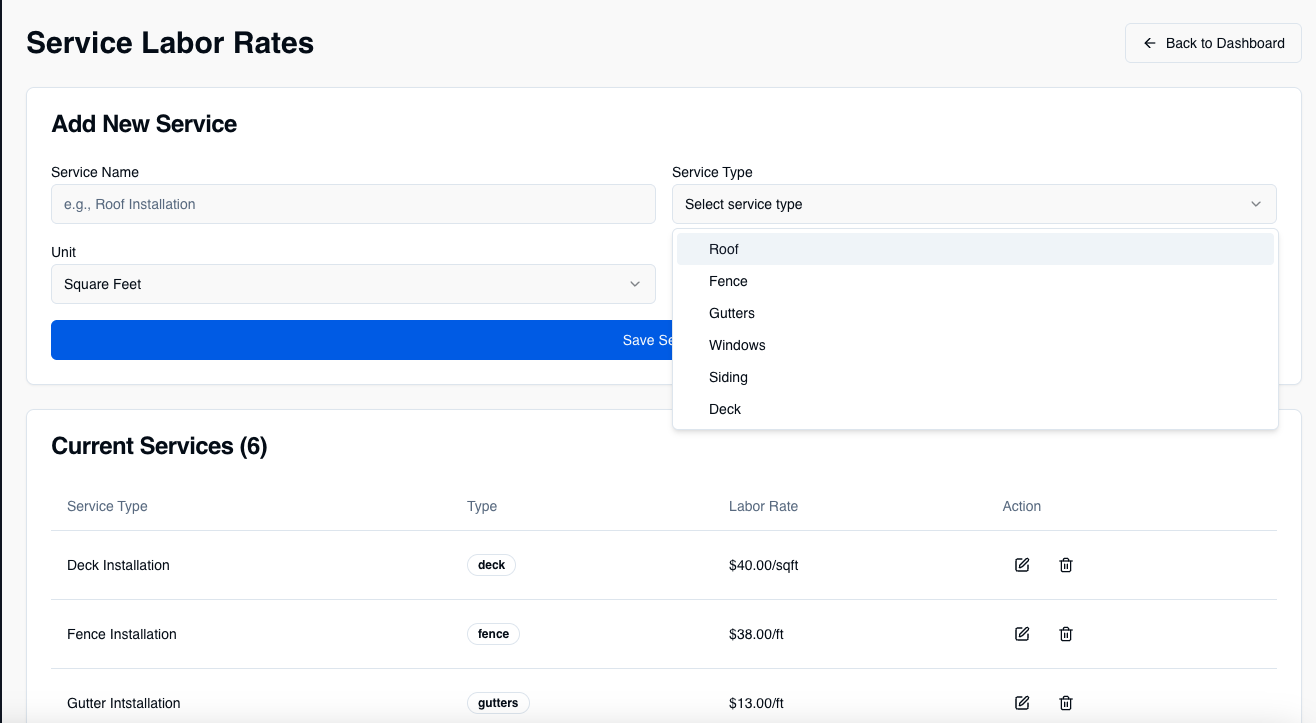 Service Labor Rates
Back to Dashboard
Add New Service
Service Name
e.g., Roof Installation
Service Type
Select service type
Roof
Fence
Gutters
Windows
Siding
Deck
Unit
Square Feet
Save Se
Current Services (6)
Service Type Type Labor Rate Action
Deck Installation deck $40.00/sqft
Fence Installation fence $38.00/ft
Gutter Intstallation gutters $13.00/ft